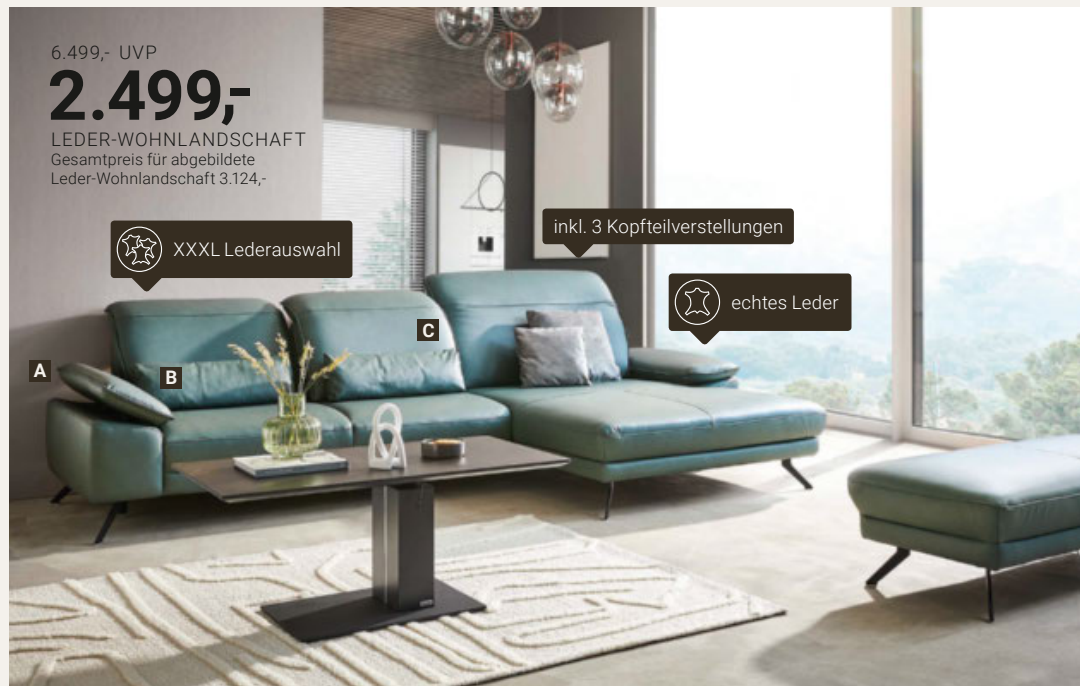 6.499,- UVP
2.499,-
LEDER-WOHNLANDSCHAFT
Gesamtpreis für abgebildete
Leder-Wohnlandschaft 3.124,-
XXXL Lederauswahl
inkl. 3 Kopfteilverstellungen
echtes Leder
A
B
C